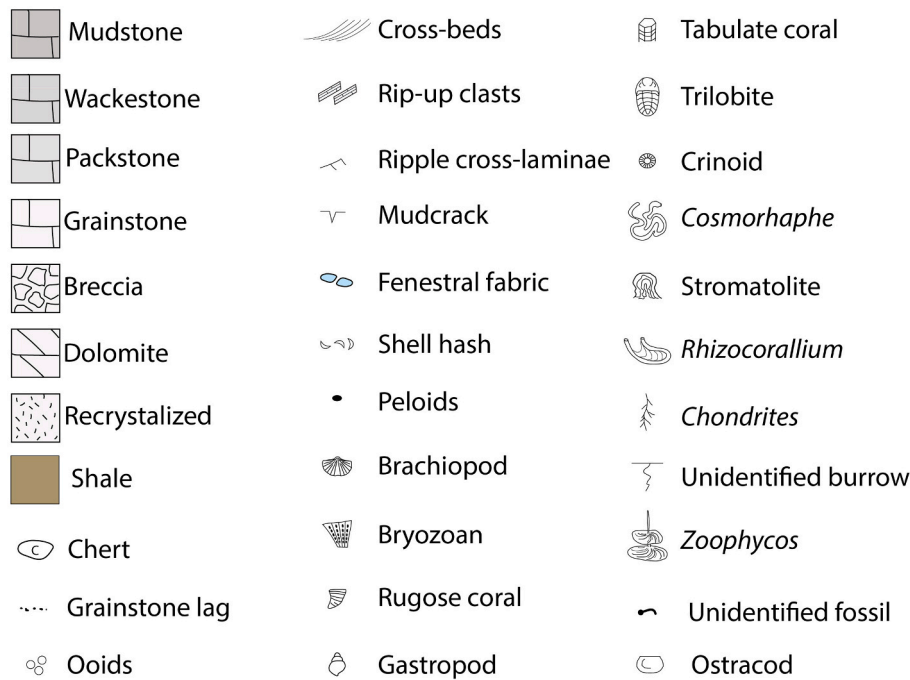 Mudstone
Wackestone
Packstone
Grainstone
Breccia
Dolomite
Recrystalized
Shale
C Chert
Grainstone lag
Ooids
Cross-beds
Rip-up clasts
Ripple cross-laminae
Mudcrack
Fenestral fabric
Shell hash
Peloids
Brachiopod
Bryozoan
Rugose coral
Gastropod
Tabulate coral
Trilobite
Crinoid
Cosmorhaphe
Stromatolite
Rhizocorallium
Chondrites
Unidentified burrow
Zoophycos
Unidentified fossil
Ostracod